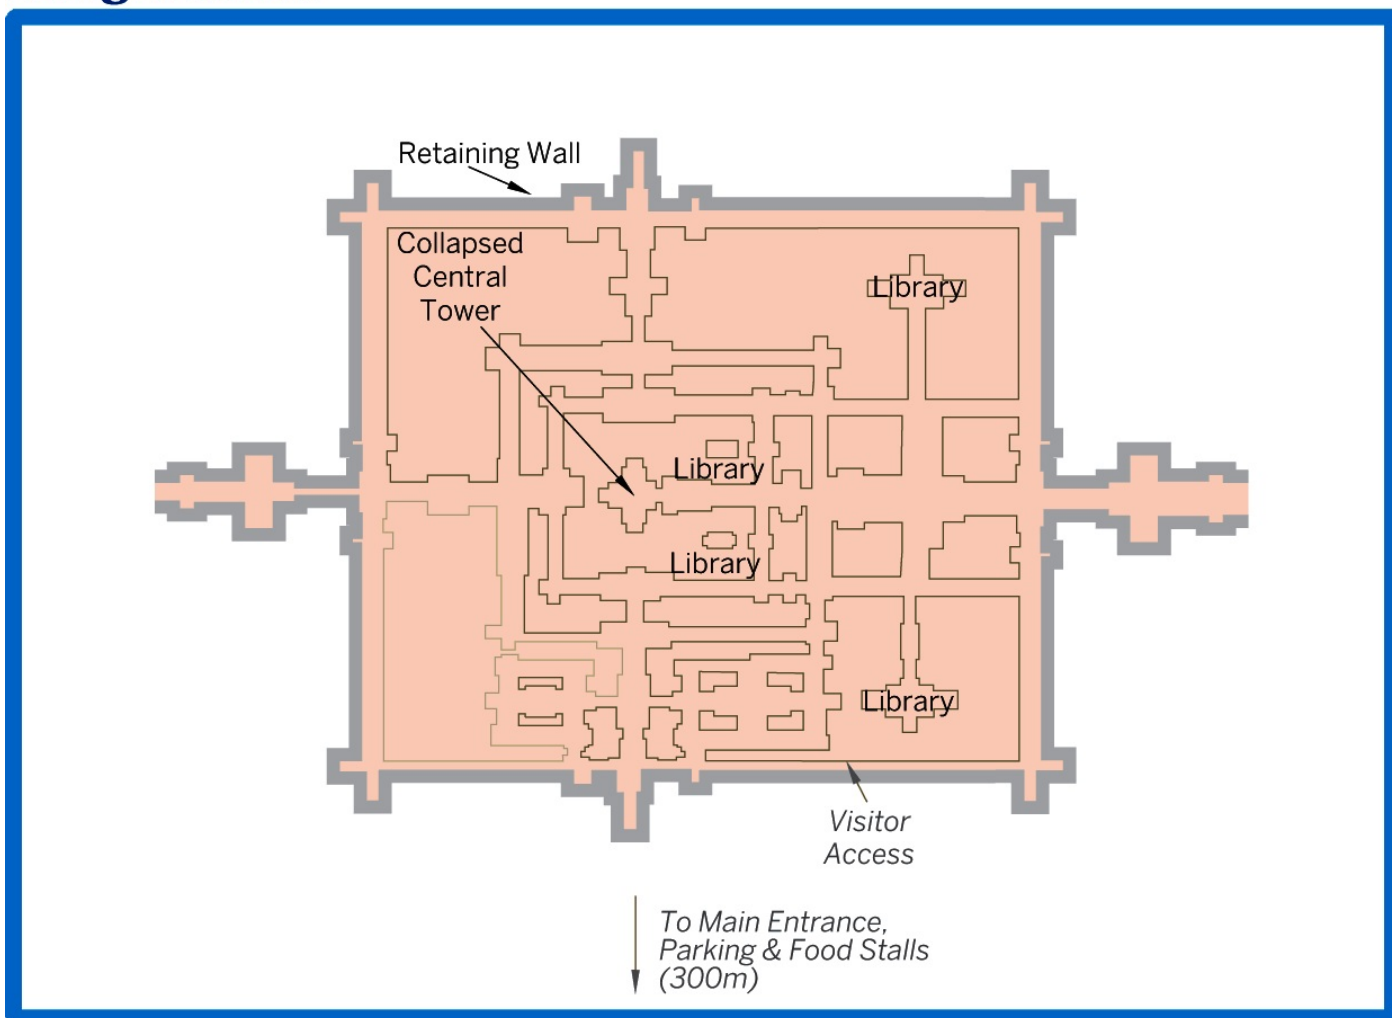 Retaining Wall
Collapsed
Central
Tower
Library
Library
Library
Library
Visitor
Access
To Main Entrance,
Parking & Food Stalls
(300m)